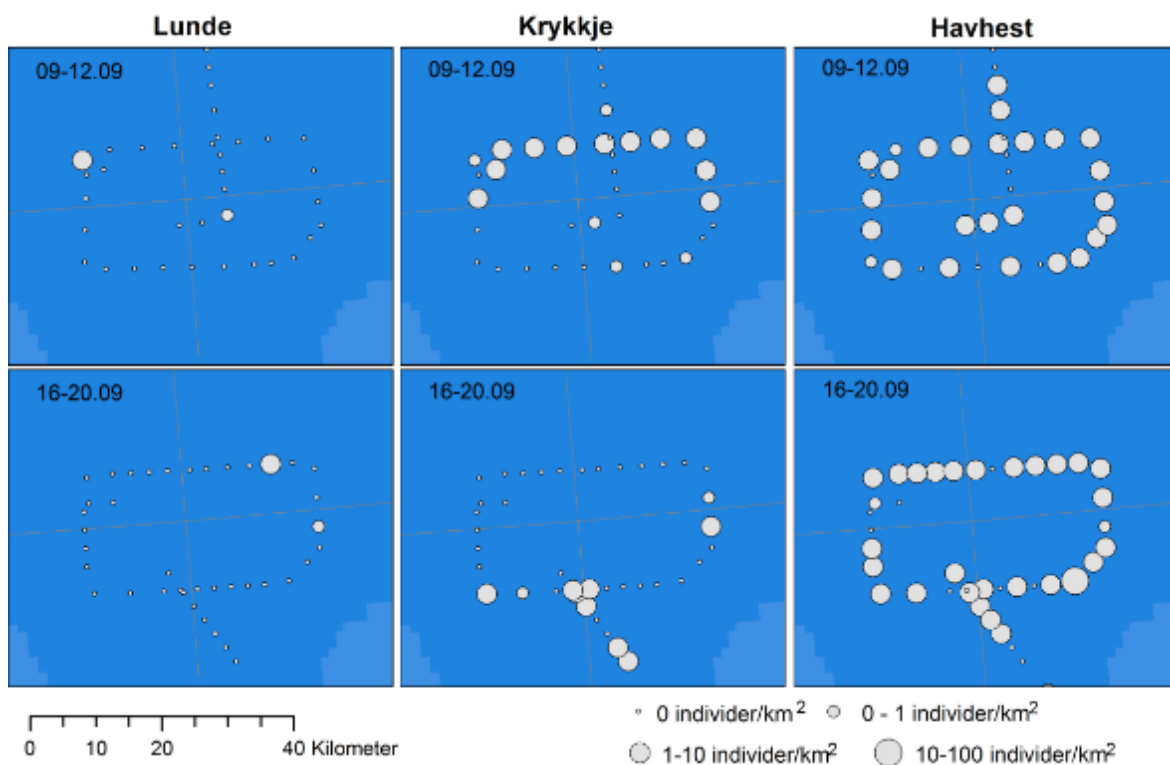 Lunde Krykkje Havhest
09-12.09 09-12.09 09-12.09
16-20.09 16-20.09 16-20.09
0 individer/km² 0 - 1 individer/km²
0 10 20 40 Kilometer
1-10 individer/km² 10-100 individer/km²